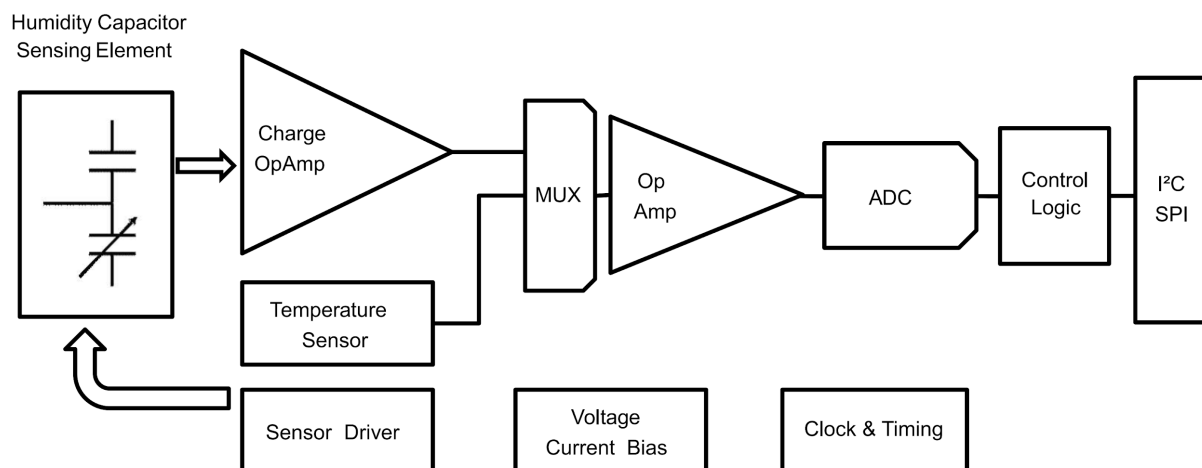 Humidity Capacitor
Sensing Element
Charge
OpAmp
MUX
Op
Amp
ADC
Control
Logic
I²C
SPI
Temperature
Sensor
Sensor Driver
Voltage
Current Bias
Clock & Timing